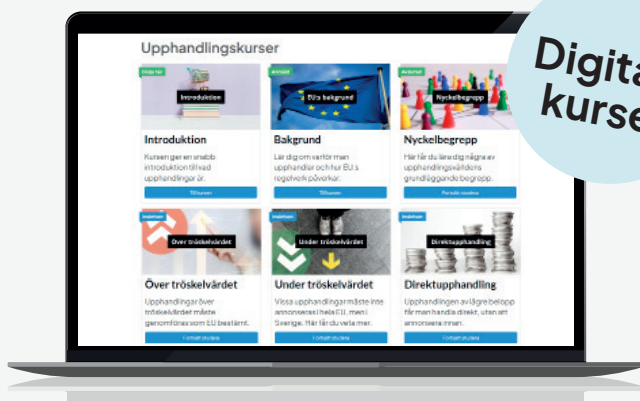 Upphandlingskurser
Digita
kurse
Introduktion
EU:s bakgrund
Nyckelbegrepp
Introduktion
Bakgrund
Nyckelbegrepp
Kursen ger en snabb
introduktion till vad
upphandlingar är.
Lär dig om varför man
upphandlar och hur EU:s
regelverk påverkar.
Här får du lära dig några av
upphandlingsvärldens
grundläggande begrepp.
Till kursen
Till kursen
Fortsätt studera
Över tröskelvärdet
Under tröskelvärdet
Direktupphandling
Över tröskelvärdet
Under tröskelvärdet
Direktupphandling
Upphandlingar över
tröskelvärdet måste
genomföras som EU bestämt.
Vissa upphandlingar måste inte
annonseras i hela EU, men i
Sverige. Här får du veta mer.
Upphandlingen av lägre belopp
får man handla direkt, utan att
annonsera innan.
Fortsätt studera
Fortsätt studera
Fortsätt studera